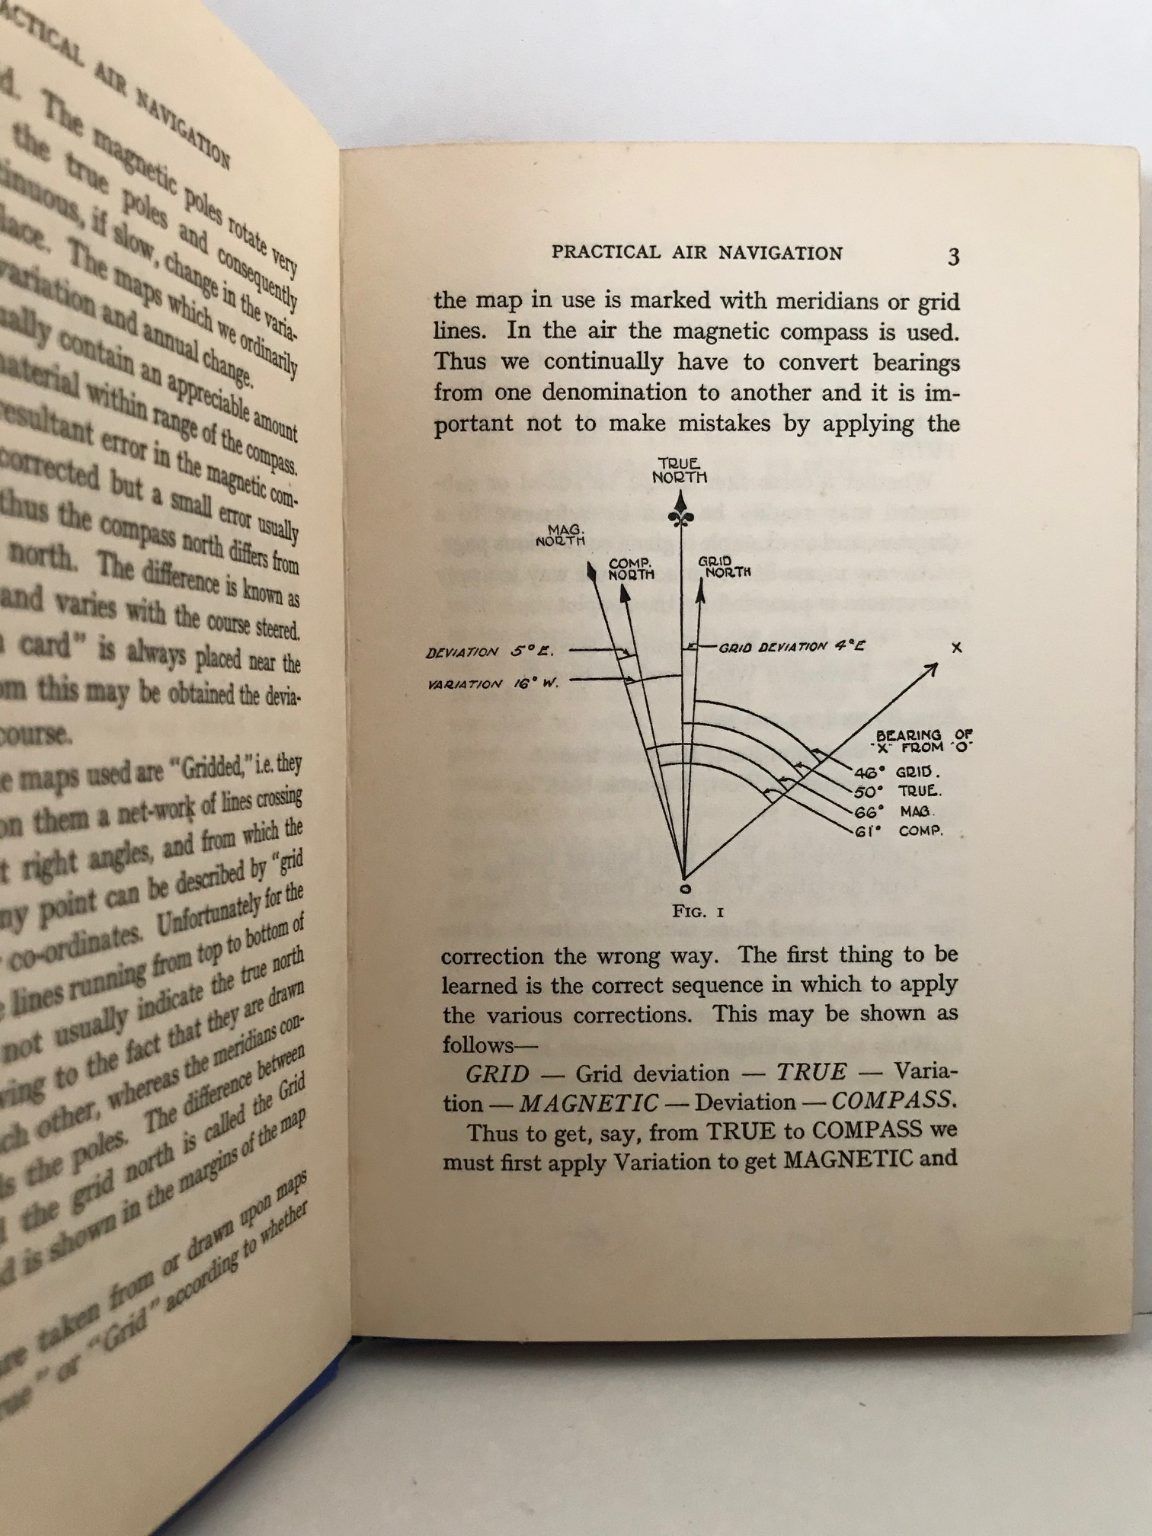 PRACTICAL AIR NAVIGATION
The magnetic poles rotate very
the true poles and consequently
if slow, change in the varia-
The maps which we ordinarily
variation and annual change.
contain an appreciable amount
material within range of the compass.
resultant error in the magnetic com-
corrected but a small error usually
thus the compass north differs from
north. The difference is known as
and varies with the course steered.
card" is always placed near the
this may be obtained the devia-
course.
maps used are "Gridded," i.e. they
on them a net-work of lines crossing
right angles, and from which the
point can be described by "grid
co-ordinates. Unfortunately for the
lines running from top to bottom of
not usually indicate the true north
to the fact that they are drawn
other, whereas the meridians con-
the poles. The difference between
the grid north is called the Grid
is shown in the margins of the map
taken from or drawn upon maps
or "Grid" according to whether
PRACTICAL AIR NAVIGATION 3
the map in use is marked with meridians or grid
lines. In the air the magnetic compass is used.
Thus we continually have to convert bearings
from one denomination to another and it is im-
portant not to make mistakes by applying the
TRUE
NORTH
MAG.
NORTH
COMP.
NORTH
GRID
NORTH
DEVIATION 5° E.
GRID DEVIATION 4° E
X
VARIATION 16° W.
BEARING OF
"X" FROM "O"
46° GRID.
50° TRUE.
66° MAG.
61° COMP.
O
FIG. 1
correction the wrong way. The first thing to be
learned is the correct sequence in which to apply
the various corrections. This may be shown as
follows—
GRID — Grid deviation — TRUE — Varia-
tion — MAGNETIC — Deviation — COMPASS.
Thus to get, say, from TRUE to COMPASS we
must first apply Variation to get MAGNETIC and